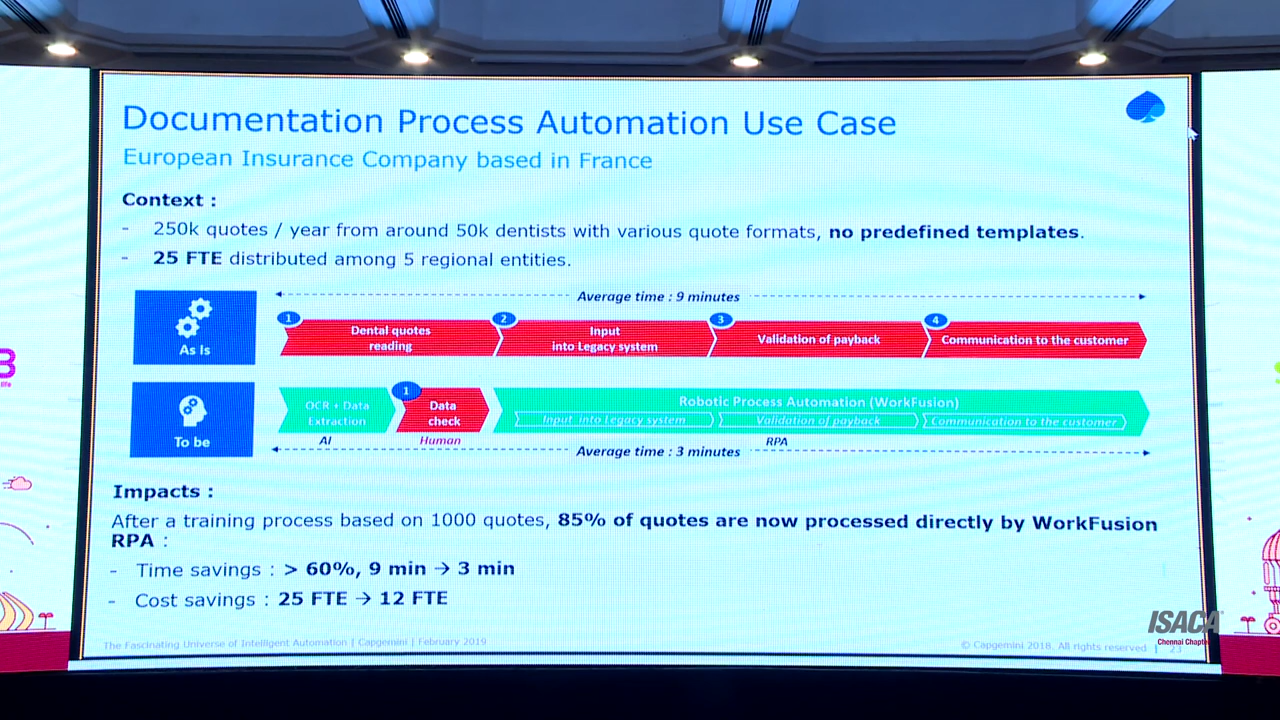 Documentation Process Automation Use Case
European Insurance Company based in France
Context :
- 250k quotes / year from around 50k dentists with various quote formats, no predefined templates.
- 25 FTE distributed among 5 regional entities.
Average time : 9 minutes
As is
1
Dental quotes
reading
2
Input
into Legacy system
3
Validation of payback
4
Communication to the customer
To be
OCR + Data
Extraction
AI
1
Data
check
Human
Robotic Process Automation (WorkFusion)
Input into Legacy system
Validation of payback
Communication to the customer
RPA
Average time : 3 minutes
Impacts :
After a training process based on 1000 quotes, 85% of quotes are now processed directly by WorkFusion
RPA :
- Time savings : > 60%, 9 min → 3 min
- Cost savings : 25 FTE → 12 FTE
The Fascinating Universe of Intelligent Automation | Capgemini | February 2019
© Capgemini 2018. All rights reserved | 23
ISACA
Chennai Chapter
life